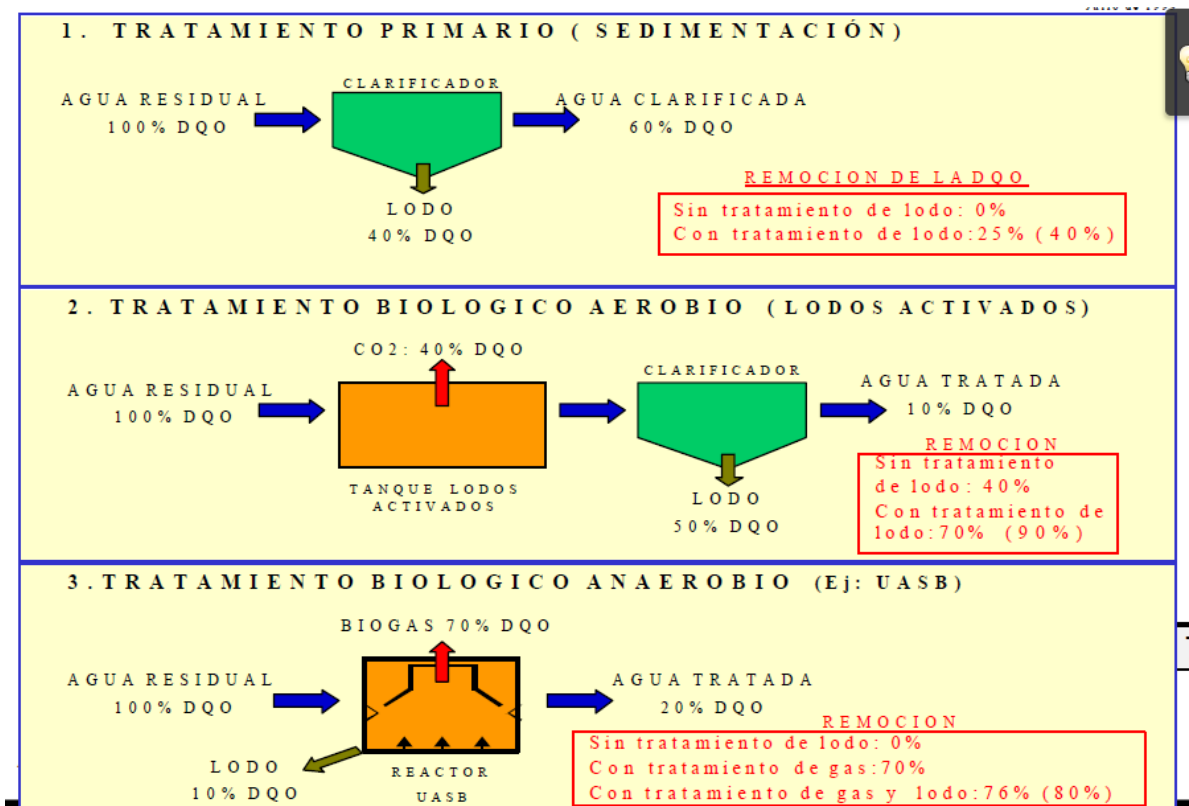 1. TRATAMIENTO PRIMARIO ( SEDIMENTACIÓN)
CLARIFICADOR
AGUA RESIDUAL
100% DQO
AGUA CLARIFICADA
60% DQO
LODO
40% DQO
REMOCION DE LA DQO
Sin tratamiento de lodo: 0%
Con tratamiento de lodo:25% (40%)
2. TRATAMIENTO BIOLOGICO AEROBIO (LODOS ACTIVADOS)
CO2: 40% DQO
AGUA RESIDUAL
100% DQO
TANQUE LODOS
ACTIVADOS
CLARIFICADOR
LODO
50% DQO
AGUA TRATADA
10% DQO
REMOCION
Sin tratamiento
de lodo: 40%
Con tratamiento de
lodo:70% (90%)
3.TRATAMIENTO BIOLOGICO ANAEROBIO (Ej: UASB)
BIOGAS 70% DQO
AGUA RESIDUAL
100% DQO
LODO
10% DQO
REACTOR
UASB
AGUA TRATADA
20% DQO
REMOCION
Sin tratamiento de lodo: 0%
Con tratamiento de gas:70%
Con tratamiento de gas y lodo:76% (80%)